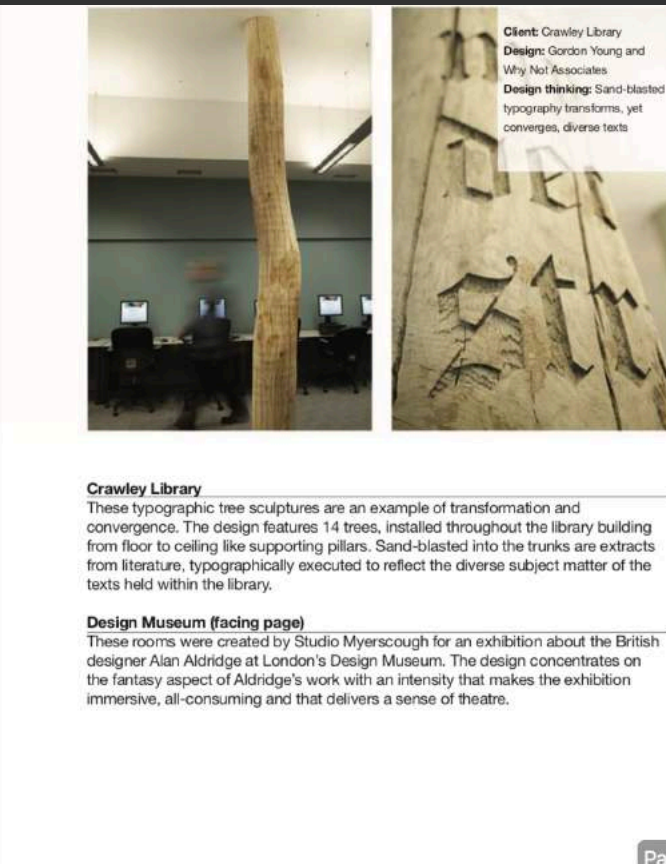 Client: Crawley Library
Design: Gordon Young and
Why Not Associates
Design thinking: Sand-blasted
typography transforms, yet
converges, diverse texts
der
str
Crawley Library
These typographic tree sculptures are an example of transformation and
convergence. The design features 14 trees, installed throughout the library building
from floor to ceiling like supporting pillars. Sand-blasted into the trunks are extracts
from literature, typographically executed to reflect the diverse subject matter of the
texts held within the library.
Design Museum (facing page)
These rooms were created by Studio Myerscough for an exhibition about the British
designer Alan Aldridge at London's Design Museum. The design concentrates on
the fantasy aspect of Aldridge's work with an intensity that makes the exhibition
immersive, all-consuming and that delivers a sense of theatre.
Pa